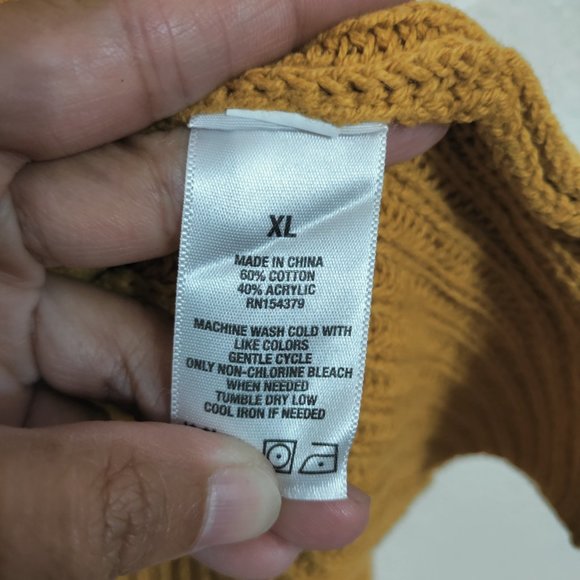 XL
MADE IN CHINA
60% COTTON
40% ACRYLIC
RN154379
MACHINE WASH COLD WITH
LIKE COLORS
GENTLE CYCLE
ONLY NON-CHLORINE BLEACH
WHEN NEEDED
TUMBLE DRY LOW
COOL IRON IF NEEDED